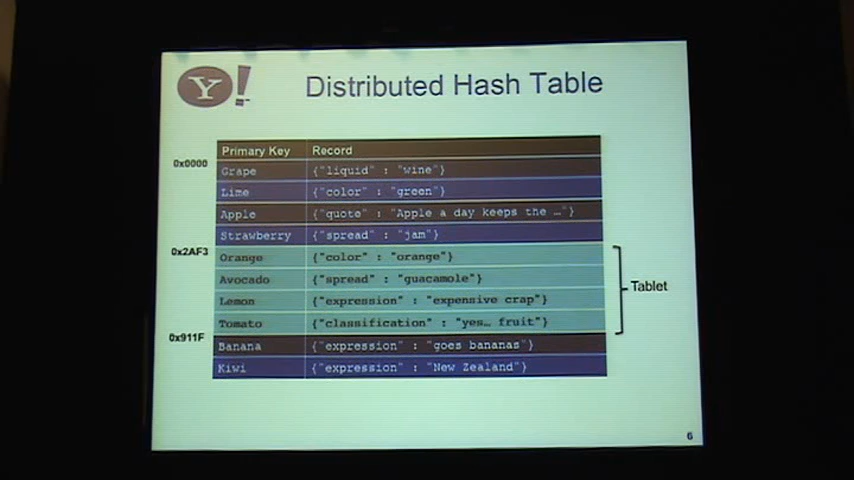 Y!
Distributed Hash Table
Primary Key Record
0x0000
Grape {"liquid" : "wine"}
Lime {"color" : "green"}
Apple {"quote" : "Apple a day keeps the …"}
Strawberry {"spread" : "jam"}
0x2AF3
Orange {"color" : "orange"}
Avocado {"spread" : "guacamole"}
Lemon {"expression" : "expensive crap"}
Tomato {"classification" : "yes… fruit"}
Tablet
0x911F
Banana {"expression" : "goes bananas"}
Kiwi {"expression" : "New Zealand"}
6